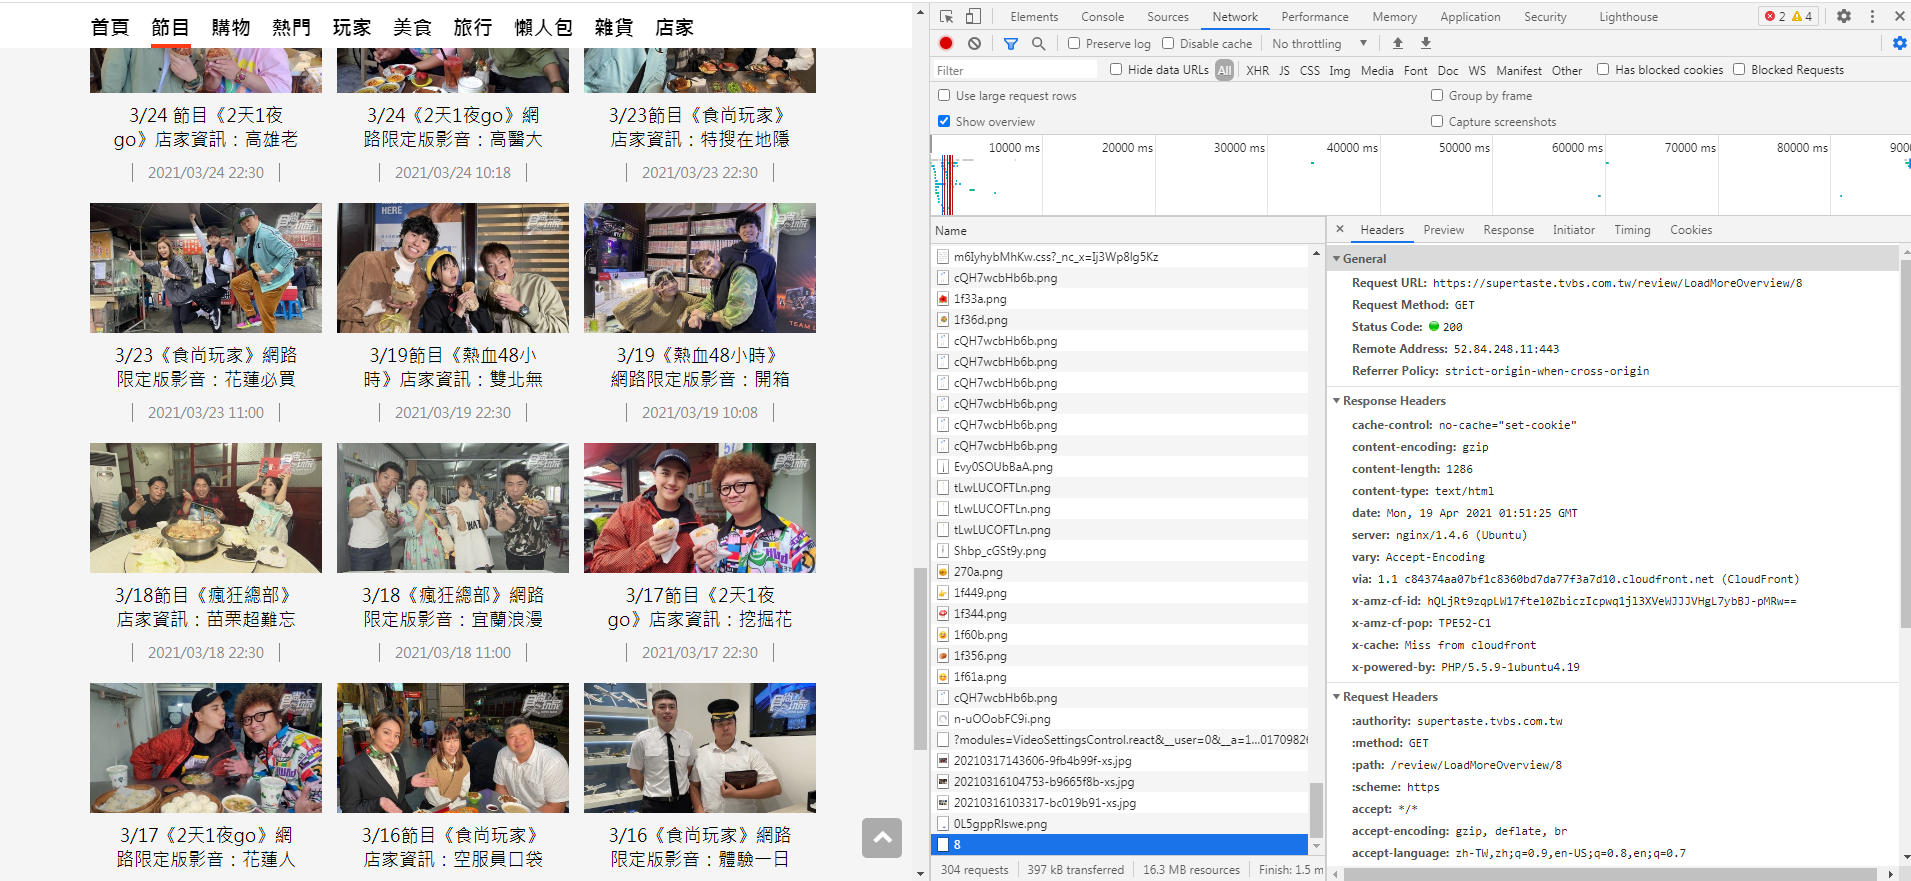 首頁 節目 購物 熱門 玩家 美食 旅行 懶人包 雜貨 店家
3/24 節目《2天1夜
go》店家資訊：高雄老
2021/03/24 22:30
3/24《2天1夜go》網
路限定版影音：高醫大
2021/03/24 10:18
3/23節目《食尚玩家》
店家資訊：特搜在地隱
2021/03/23 22:30
3/23《食尚玩家》網路
限定版影音：花蓮必買
2021/03/23 11:00
HERE
3/19節目《熱血48小
時》店家資訊：雙北無
2021/03/19 22:30
3/19《熱血48小時》
網路限定版影音：開箱
2021/03/19 10:08
3/18節目《瘋狂總部》
店家資訊：苗栗超難忘
2021/03/18 22:30
3/18《瘋狂總部》網路
限定版影音：宜蘭浪漫
2021/03/18 11:00
3/17節目《2天1夜
go》店家資訊：挖掘花
2021/03/17 22:30
3/17《2天1夜go》網
路限定版影音：花蓮人
3/16節目《食尚玩家》
店家資訊：空服員口袋
3/16《食尚玩家》網路
限定版影音：體驗一日
Elements Console Sources Network Performance Memory Application Security Lighthouse 2 4
Preserve log Disable cache No throttling
Filter Hide data URLs All XHR JS CSS Img Media Font Doc WS Manifest Other Has blocked cookies Blocked Requests
Use large request rows Group by frame
Show overview Capture screenshots
10000 ms 20000 ms 30000 ms 40000 ms 50000 ms 60000 ms 70000 ms 80000 ms 9000
Name
m6IyhybMhKw.css?_nc_x=Ij3Wp8lg5Kz
cQH7wcbHb6b.png
1f33a.png
1f36d.png
cQH7wcbHb6b.png
cQH7wcbHb6b.png
cQH7wcbHb6b.png
cQH7wcbHb6b.png
cQH7wcbHb6b.png
cQH7wcbHb6b.png
Evy0SOUbBaA.png
tLwLUCOFTLn.png
tLwLUCOFTLn.png
tLwLUCOFTLn.png
Shbp_cGSt9y.png
270a.png
1f449.png
1f344.png
1f60b.png
1f356.png
1f61a.png
cQH7wcbHb6b.png
n-uOOobFC9i.png
?modules=VideoSettingsControl.react&__user=0&__a=1...01709826
20210317143606-9fb4b99f-xs.jpg
20210316104753-b9665f8b-xs.jpg
20210316103317-bc019b91-xs.jpg
0L5gppRlswe.png
8
304 requests 397 kB transferred 16.3 MB resources Finish: 1.5 m
Headers Preview Response Initiator Timing Cookies
General
Request URL: https://supertaste.tvbs.com.tw/review/LoadMoreOverview/8
Request Method: GET
Status Code: 200
Remote Address: 52.84.248.11:443
Referrer Policy: strict-origin-when-cross-origin
Response Headers
cache-control: no-cache="set-cookie"
content-encoding: gzip
content-length: 1286
content-type: text/html
date: Mon, 19 Apr 2021 01:51:25 GMT
server: nginx/1.4.6 (Ubuntu)
vary: Accept-Encoding
via: 1.1 c84374aa07bf1c8360bd7da77f3a7d10.cloudfront.net (CloudFront)
x-amz-cf-id: hQLjRt9zqpLW17ftel0ZbiczIcpwq1jl3XVeWJJJVHgL7ybBJ-pMRw==
x-amz-cf-pop: TPE52-C1
x-cache: Miss from cloudfront
x-powered-by: PHP/5.5.9-1ubuntu4.19
Request Headers
:authority: supertaste.tvbs.com.tw
:method: GET
:path: /review/LoadMoreOverview/8
:scheme: https
accept: */*
accept-encoding: gzip, deflate, br
accept-language: zh-TW,zh;q=0.9,en-US;q=0.8,en;q=0.7